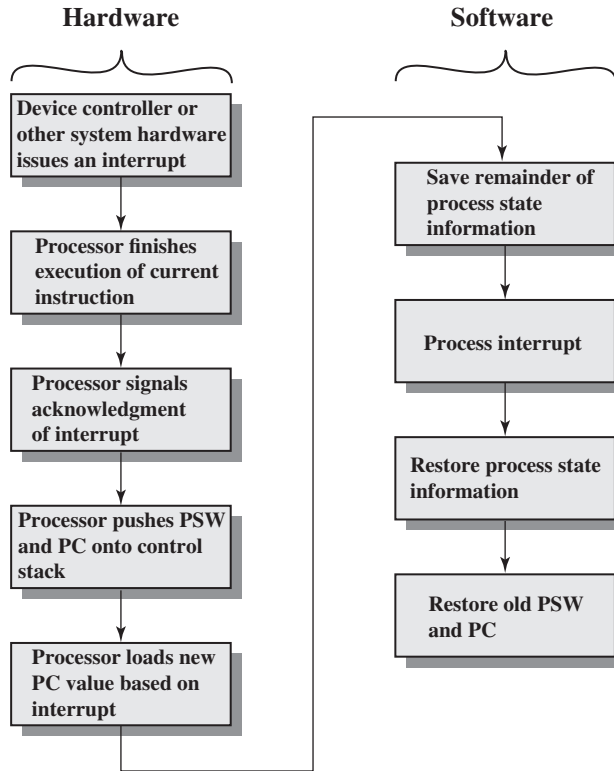 Hardware
Device controller or
other system hardware
issues an interrupt
Processor finishes
execution of current
instruction
Processor signals
acknowledgment
of interrupt
Processor pushes PSW
and PC onto control
stack
Processor loads new
PC value based on
interrupt
Software
Save remainder of
process state
information
Process interrupt
Restore process state
information
Restore old PSW
and PC